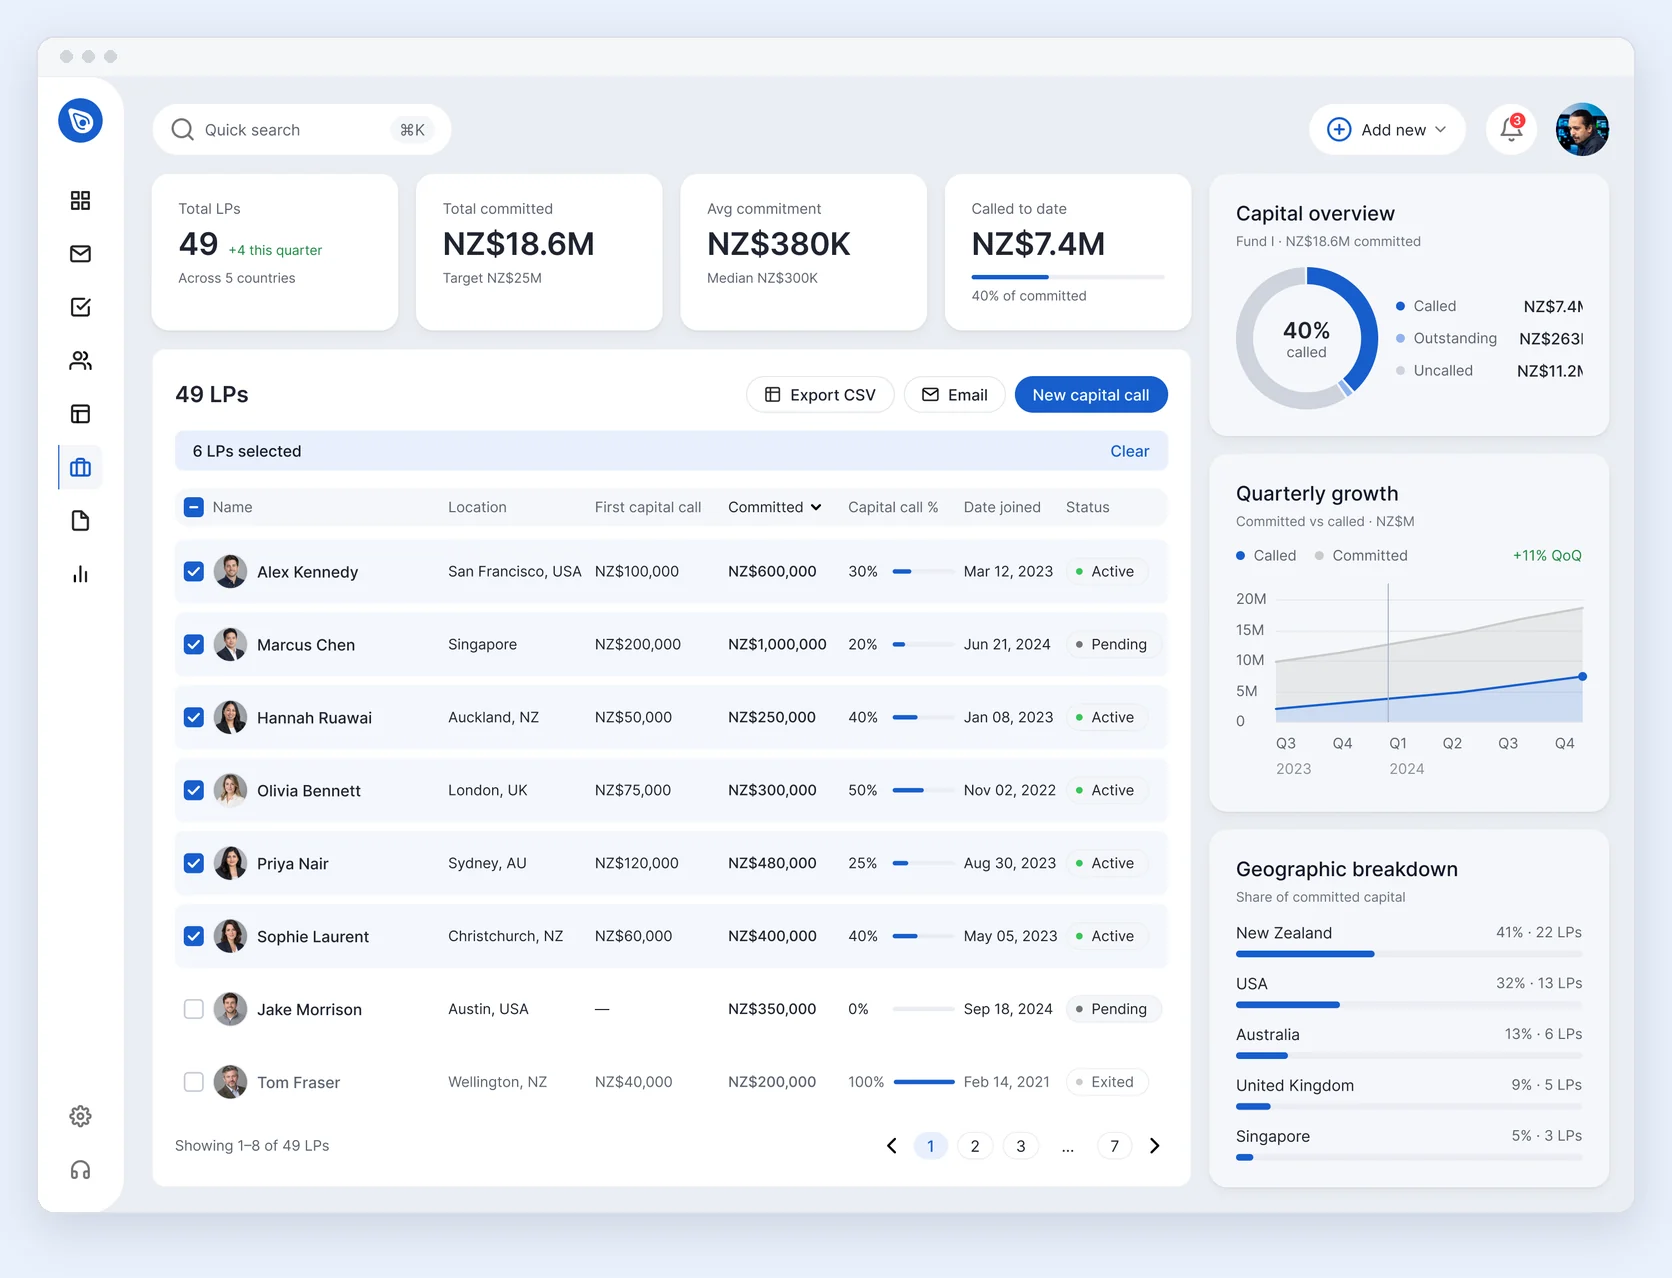 Quick search ⌘K
Add new
3
Total LPs
49 +4 this quarter
Across 5 countries
Total committed
NZ$18.6M
Target NZ$25M
Avg commitment
NZ$380K
Median NZ$300K
Called to date
NZ$7.4M
40% of committed
49 LPs
Export CSV
Email
New capital call
6 LPs selected
Clear
Name Location First capital call Committed Capital call % Date joined Status
Alex Kennedy San Francisco, USA NZ$100,000 NZ$600,000 30% Mar 12, 2023 Active
Marcus Chen Singapore NZ$200,000 NZ$1,000,000 20% Jun 21, 2024 Pending
Hannah Ruawai Auckland, NZ NZ$50,000 NZ$250,000 40% Jan 08, 2023 Active
Olivia Bennett London, UK NZ$75,000 NZ$300,000 50% Nov 02, 2022 Active
Priya Nair Sydney, AU NZ$120,000 NZ$480,000 25% Aug 30, 2023 Active
Sophie Laurent Christchurch, NZ NZ$60,000 NZ$400,000 40% May 05, 2023 Active
Jake Morrison Austin, USA — NZ$350,000 0% Sep 18, 2024 Pending
Tom Fraser Wellington, NZ NZ$40,000 NZ$200,000 100% Feb 14, 2021 Exited
Showing 1–8 of 49 LPs
1 2 3 ... 7
Capital overview
Fund I · NZ$18.6M committed
40%
called
Called NZ$7.4M
Outstanding NZ$263
Uncalled NZ$11.2M
Quarterly growth
Committed vs called · NZ$M
Called Committed +11% QoQ
20M
15M
10M
5M
0
Q3 Q4 Q1 Q2 Q3 Q4
2023 2024
Geographic breakdown
Share of committed capital
New Zealand 41% · 22 LPs
USA 32% · 13 LPs
Australia 13% · 6 LPs
United Kingdom 9% · 5 LPs
Singapore 5% · 3 LPs